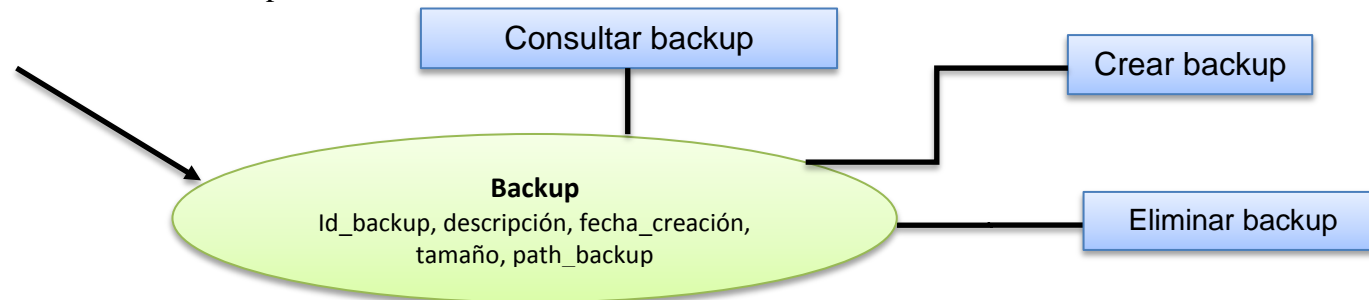 Consultar backup
Crear backup
Backup
Id_backup, descripción, fecha_creación,
tamaño, path_backup
Eliminar backup